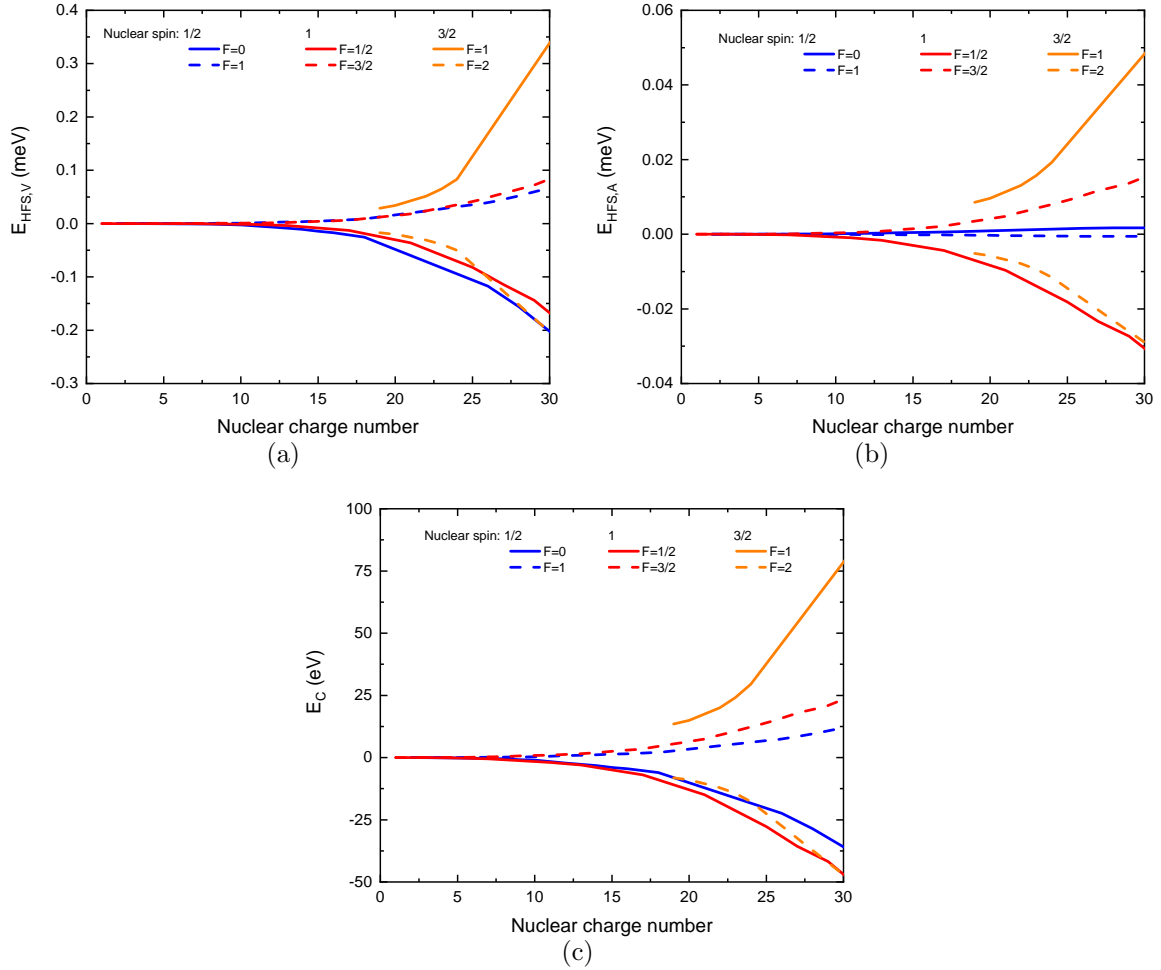 0.4
0.3
0.2
0.1
0.0
-0.1
-0.2
-0.3
E_HFS,V (meV)
Nuclear spin: 1/2 1 3/2
F=0 F=1/2 F=1
F=1 F=3/2 F=2
0 5 10 15 20 25 30
Nuclear charge number
(a)
0.06
0.04
0.02
0.00
-0.02
-0.04
E_HFS,A (meV)
Nuclear spin: 1/2 1 3/2
F=0 F=1/2 F=1
F=1 F=3/2 F=2
0 5 10 15 20 25 30
Nuclear charge number
(b)
100
75
50
25
0
-25
-50
E_C (eV)
Nuclear spin: 1/2 1 3/2
F=0 F=1/2 F=1
F=1 F=3/2 F=2
0 5 10 15 20 25 30
Nuclear charge number
(c)